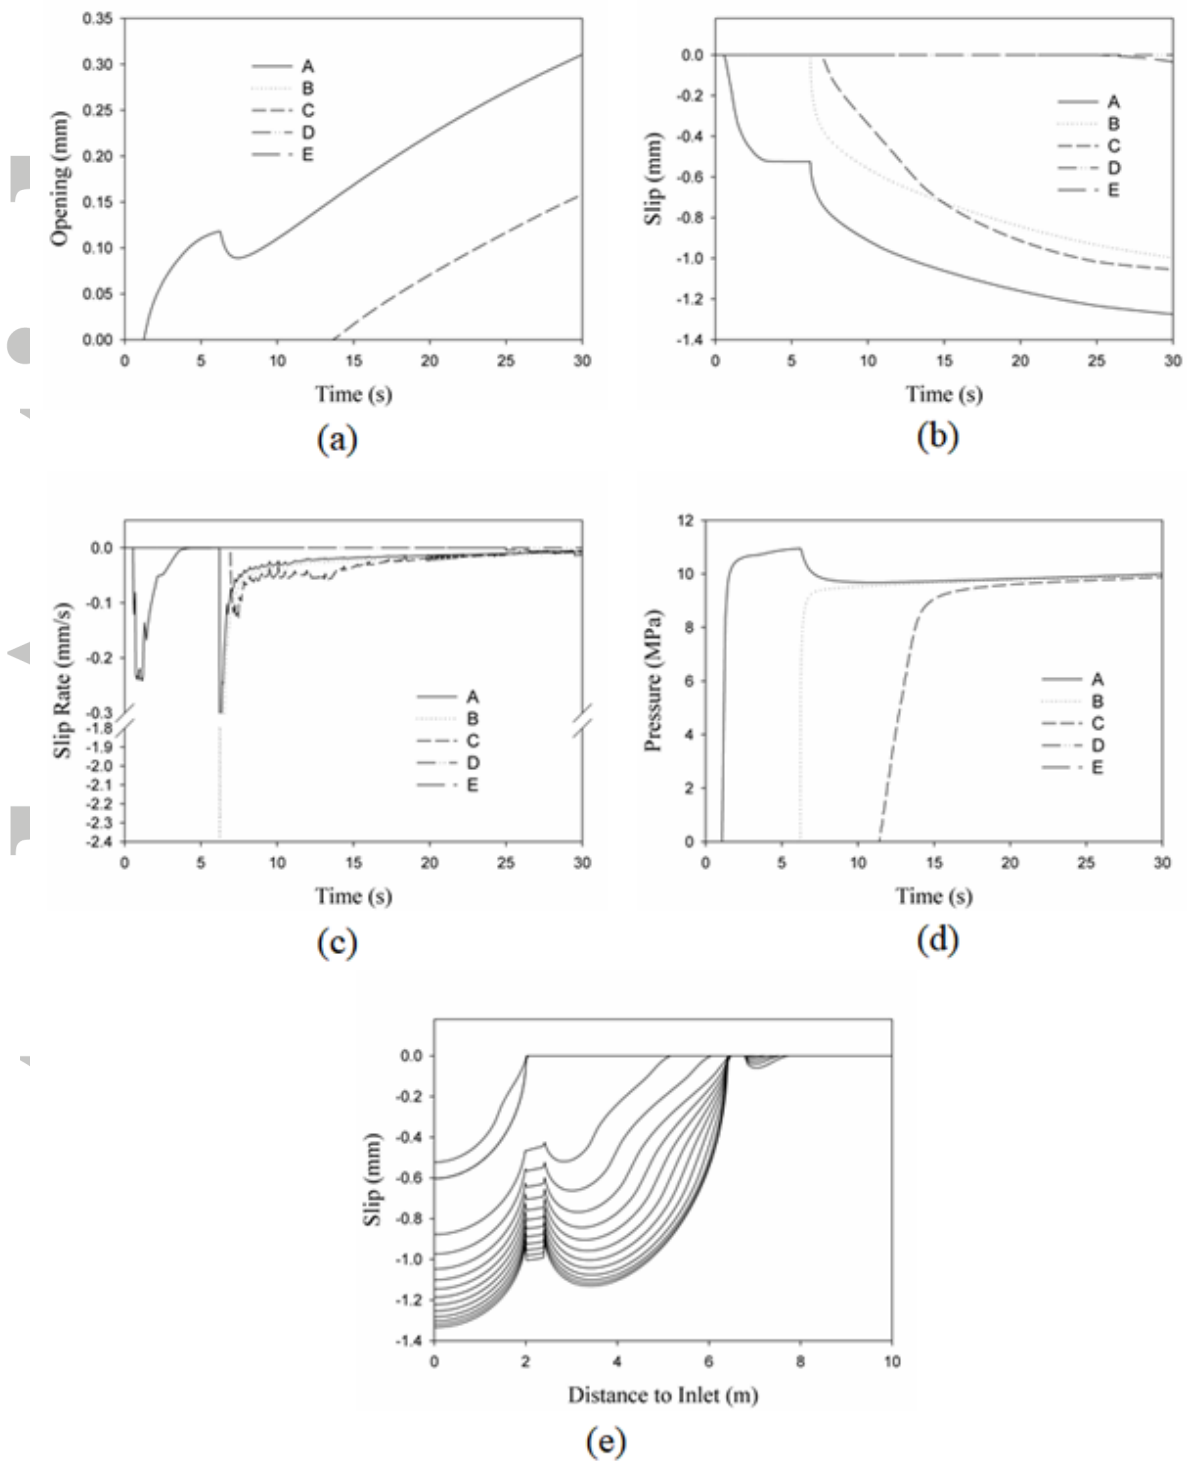 0.35
0.30
0.25
0.20
0.15
0.10
0.05
0.00
Opening (mm)
A
B
C
D
E
0 5 10 15 20 25 30
Time (s)
(a)
0.0
-0.2
-0.4
-0.6
-0.8
-1.0
-1.2
-1.4
Slip (mm)
A
B
C
D
E
0 5 10 15 20 25 30
Time (s)
(b)
0.0
-0.1
-0.2
-0.3
-1.8
-1.9
-2.0
-2.1
-2.2
-2.3
-2.4
Slip Rate (mm/s)
A
B
C
D
E
0 5 10 15 20 25 30
Time (s)
(c)
12
10
8
6
4
2
0
Pressure (MPa)
A
B
C
D
E
0 5 10 15 20 25 30
Time (s)
(d)
0.0
-0.2
-0.4
-0.6
-0.8
-1.0
-1.2
-1.4
Slip (mm)
0 2 4 6 8 10
Distance to Inlet (m)
(e)